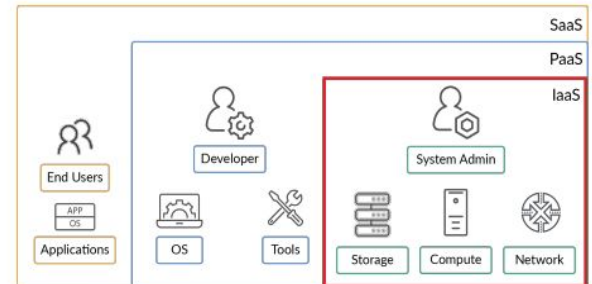 SaaS
PaaS
IaaS
Developer
System Admin
End Users
APP
OS
Applications
OS
Tools
Storage
Compute
Network